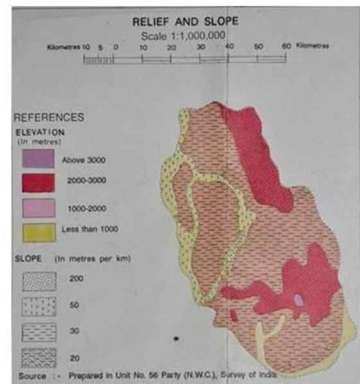 RELIEF AND SLOPE
Scale 1:1,000,000
Kilometres 10 5 0 10 20 30 40 50 60 Kilometres
REFERENCES
ELEVATION
(In metres)
Above 3000
2000-3000
1000-2000
Less than 1000
SLOPE (In metres per km)
200
50
30
20
Source :- Prepared in Unit No. 56 Party (N.W.C.), Survey of India